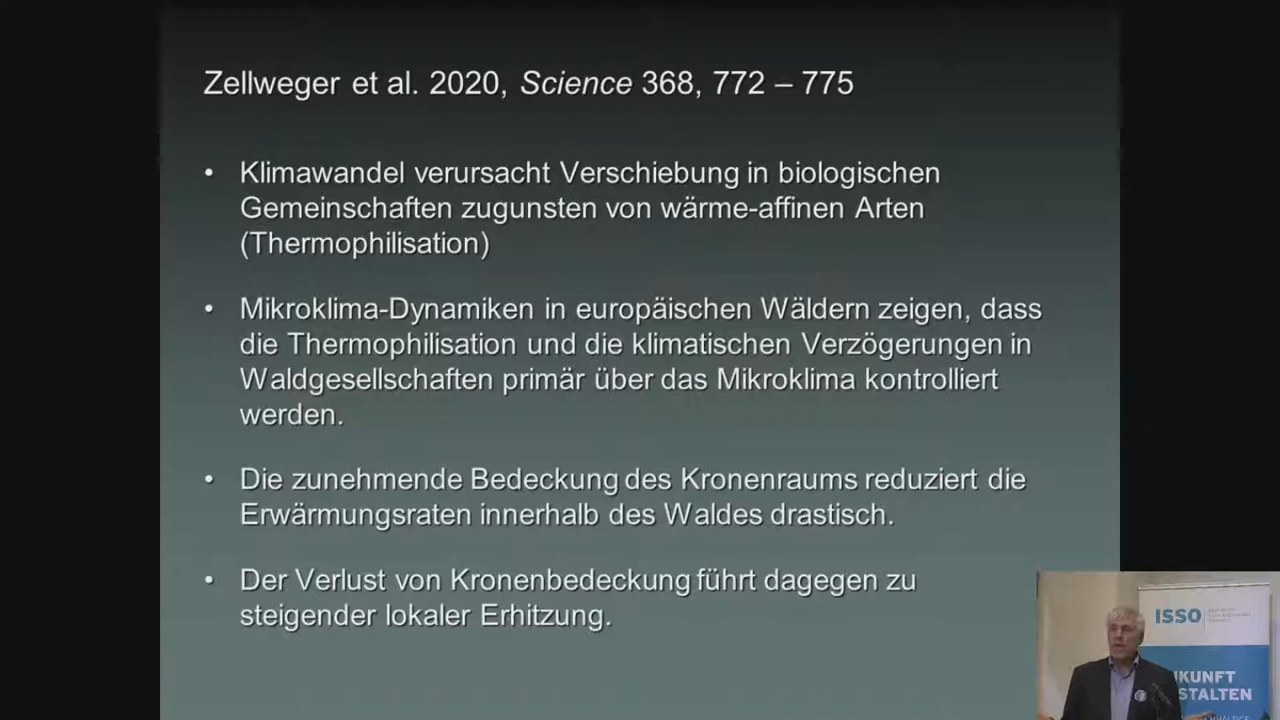 Zellweger et al. 2020, Science 368, 772 – 775
• Klimawandel verursacht Verschiebung in biologischen
Gemeinschaften zugunsten von wärme-affinen Arten
(Thermophilisation)
• Mikroklima-Dynamiken in europäischen Wäldern zeigen, dass
die Thermophilisation und die klimatischen Verzögerungen in
Waldgesellschaften primär über das Mikroklima kontrolliert
werden.
• Die zunehmende Bedeckung des Kronenraums reduziert die
Erwärmungsraten innerhalb des Waldes drastisch.
• Der Verlust von Kronenbedeckung führt dagegen zu
steigender lokaler Erhitzung.
ISSO
UKUNFT
STALTEN